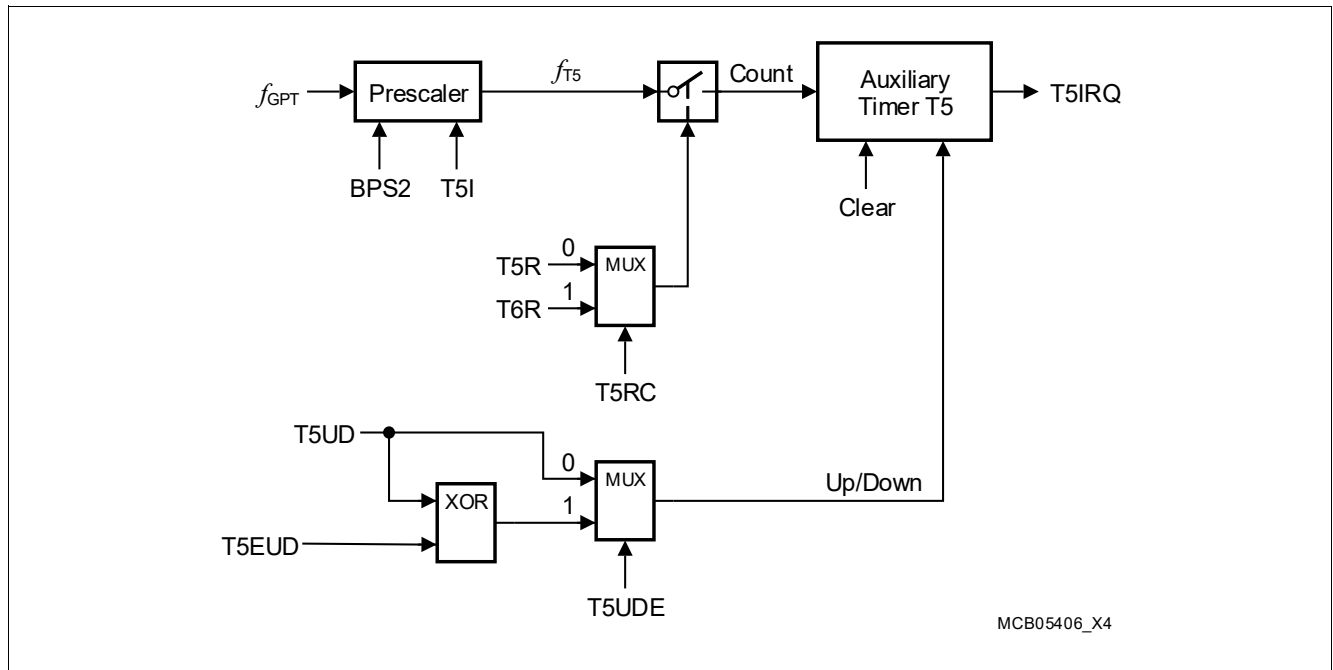 fGPT
Prescaler
fT5
Count
Auxiliary
Timer T5
T5IRQ
BPS2
T5I
Clear
T5R
0
MUX
T6R
1
T5RC
T5UD
0
MUX
Up/Down
XOR
1
T5EUD
T5UDE
MCB05406_X4